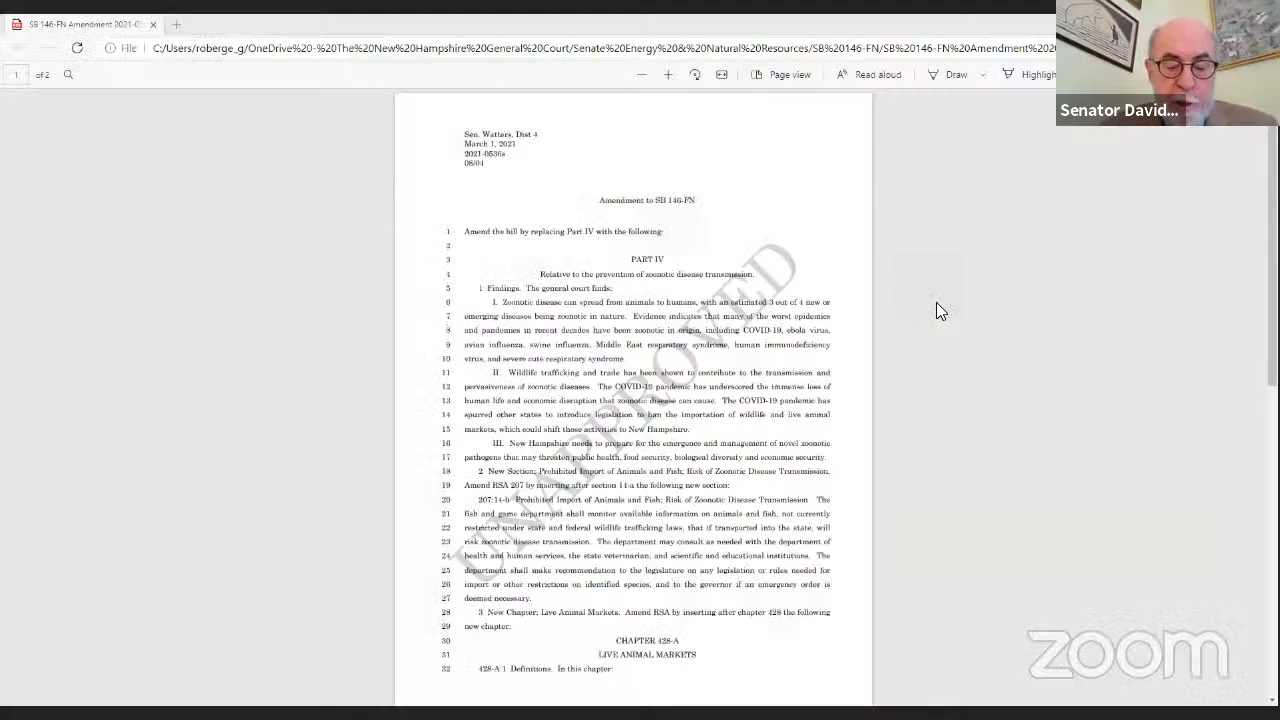 SB 146-FN Amendment 2021-05
File
C:/Users/roberge_g/OneDrive%20-%20The%20New%20Hampshire%20General%20Court/Senate%20Energy%20&%20Natural%20Resources/SB%20146-FN/SB%20146-FN%20Amendment%202
1 of 2
Page view
Read aloud
Draw
Highligh
Senator David...
Sen. Watters, Dist 4
March 1, 2021
2021-0536s
08/04
Amendment to SB 146-FN
1 Amend the bill by replacing Part IV with the following:
2
3 PART IV
4 Relative to the prevention of zoonotic disease transmission.
5 1 Findings. The general court finds:
6 I. Zoonotic disease can spread from animals to humans, with an estimated 3 out of 4 new or
7 emerging diseases being zoonotic in nature. Evidence indicates that many of the worst epidemics
8 and pandemics in recent decades have been zoonotic in origin, including COVID-19, ebola virus,
9 avian influenza, swine influenza, Middle East respiratory syndrome, human immunodeficiency
10 virus, and severe cute respiratory syndrome.
11 II. Wildlife trafficking and trade has been shown to contribute to the transmission and
12 pervasiveness of zoonotic diseases. The COVID-19 pandemic has underscored the immense loss of
13 human life and economic disruption that zoonotic disease can cause. The COVID-19 pandemic has
14 spurred other states to introduce legislation to ban the importation of wildlife and live animal
15 markets, which could shift those activities to New Hampshire.
16 III. New Hampshire needs to prepare for the emergence and management of novel zoonotic
17 pathogens that may threaten public health, food security, biological diversity and economic security.
18 2 New Section; Prohibited Import of Animals and Fish; Risk of Zoonotic Disease Transmission.
19 Amend RSA 207 by inserting after section 14-a the following new section:
20 207:14-b Prohibited Import of Animals and Fish; Risk of Zoonotic Disease Transmission. The
21 fish and game department shall monitor available information on animals and fish, not currently
22 restricted under state and federal wildlife trafficking laws, that if transported into the state, will
23 risk zoonotic disease transmission. The department may consult as needed with the department of
24 health and human services, the state veterinarian, and scientific and educational institutions. The
25 department shall make recommendation to the legislature on any legislation or rules needed for
26 import or other restrictions on identified species, and to the governor if an emergency order is
27 deemed necessary.
28 3 New Chapter; Live Animal Markets. Amend RSA by inserting after chapter 428 the following
29 new chapter:
30 CHAPTER 428-A
31 LIVE ANIMAL MARKETS
32 428-A:1 Definitions. In this chapter:
UNAPPROVED
zoom